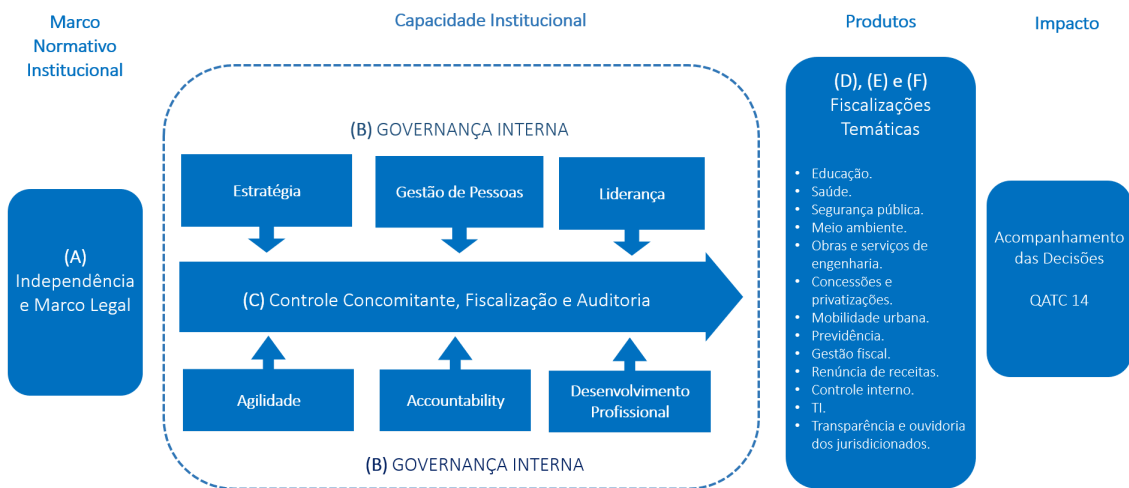 Marco
Normativo
Institucional
Capacidade Institucional
Produtos
Impacto
(A)
Independência
e Marco Legal
(B) GOVERNANÇA INTERNA
Estratégia
Gestão de Pessoas
Liderança
(C) Controle Concomitante, Fiscalização e Auditoria
Agilidade
Accountability
Desenvolvimento
Profissional
(B) GOVERNANÇA INTERNA
(D), (E) e (F)
Fiscalizações
Temáticas
• Educação.
• Saúde.
• Segurança pública.
• Meio ambiente.
• Obras e serviços de
engenharia.
• Concessões e
privatizações.
• Mobilidade urbana.
• Previdência.
• Gestão fiscal.
• Renúncia de receitas.
• Controle interno.
• TI.
• Transparência e ouvidoria
dos jurisdicionados.
Acompanhamento
das Decisões
QATC 14